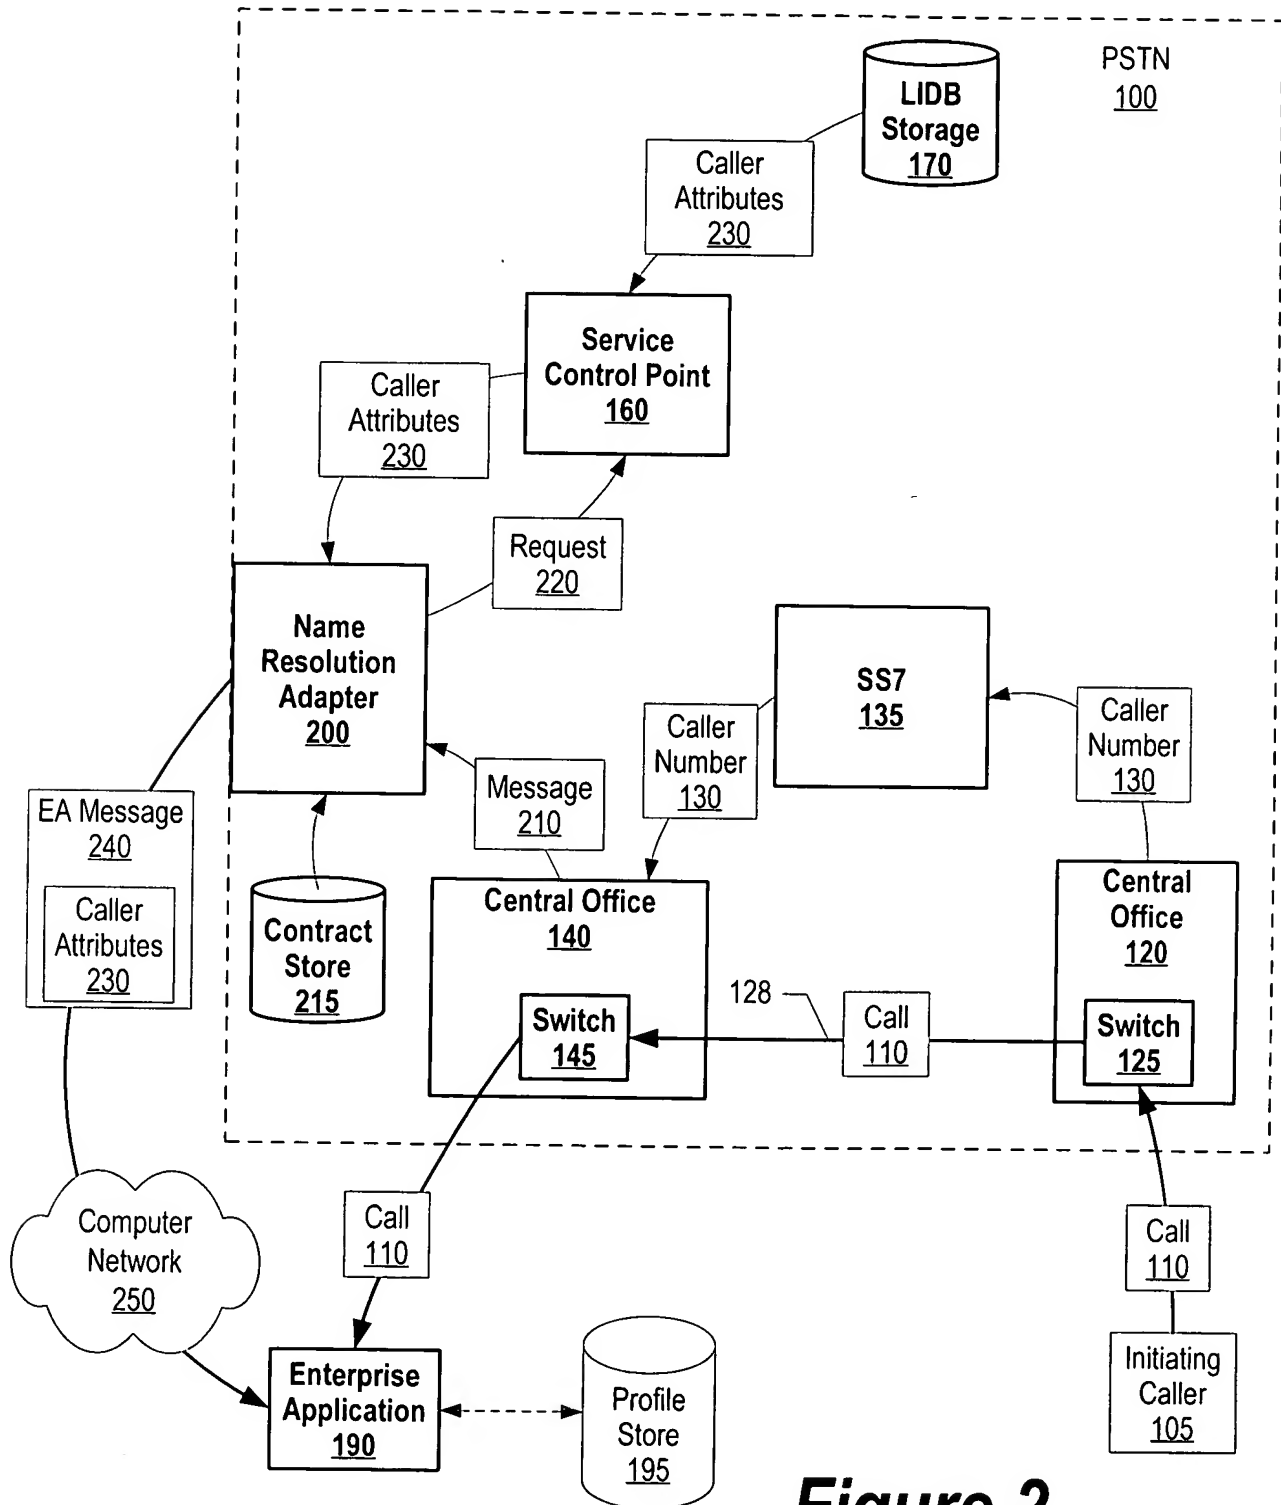 PSTN
100
LIDB
Storage
170
Caller
Attributes
230
Service
Control Point
160
Caller
Attributes
230
Request
220
Name
Resolution
Adapter
200
SS7
135
Caller
Number
130
Caller
Number
130
Message
210
EA Message
240
Caller
Attributes
230
Contract
Store
215
Central Office
140
Switch
145
128
Call
110
Central
Office
120
Switch
125
Computer
Network
250
Call
110
Call
110
Enterprise
Application
190
Profile
Store
195
Initiating
Caller
105
Figure 2